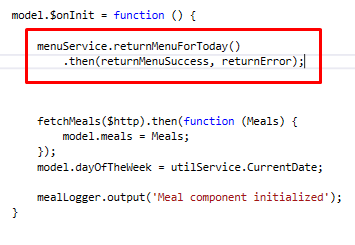 model.$onInit = function () {
menuService.returnMenuForToday()
.then(returnMenuSuccess, returnError);
fetchMeals($http).then(function (Meals) {
model.meals = Meals;
});
model.dayOfTheWeek = utilService.CurrentDate;
mealLogger.output('Meal component initialized');
}